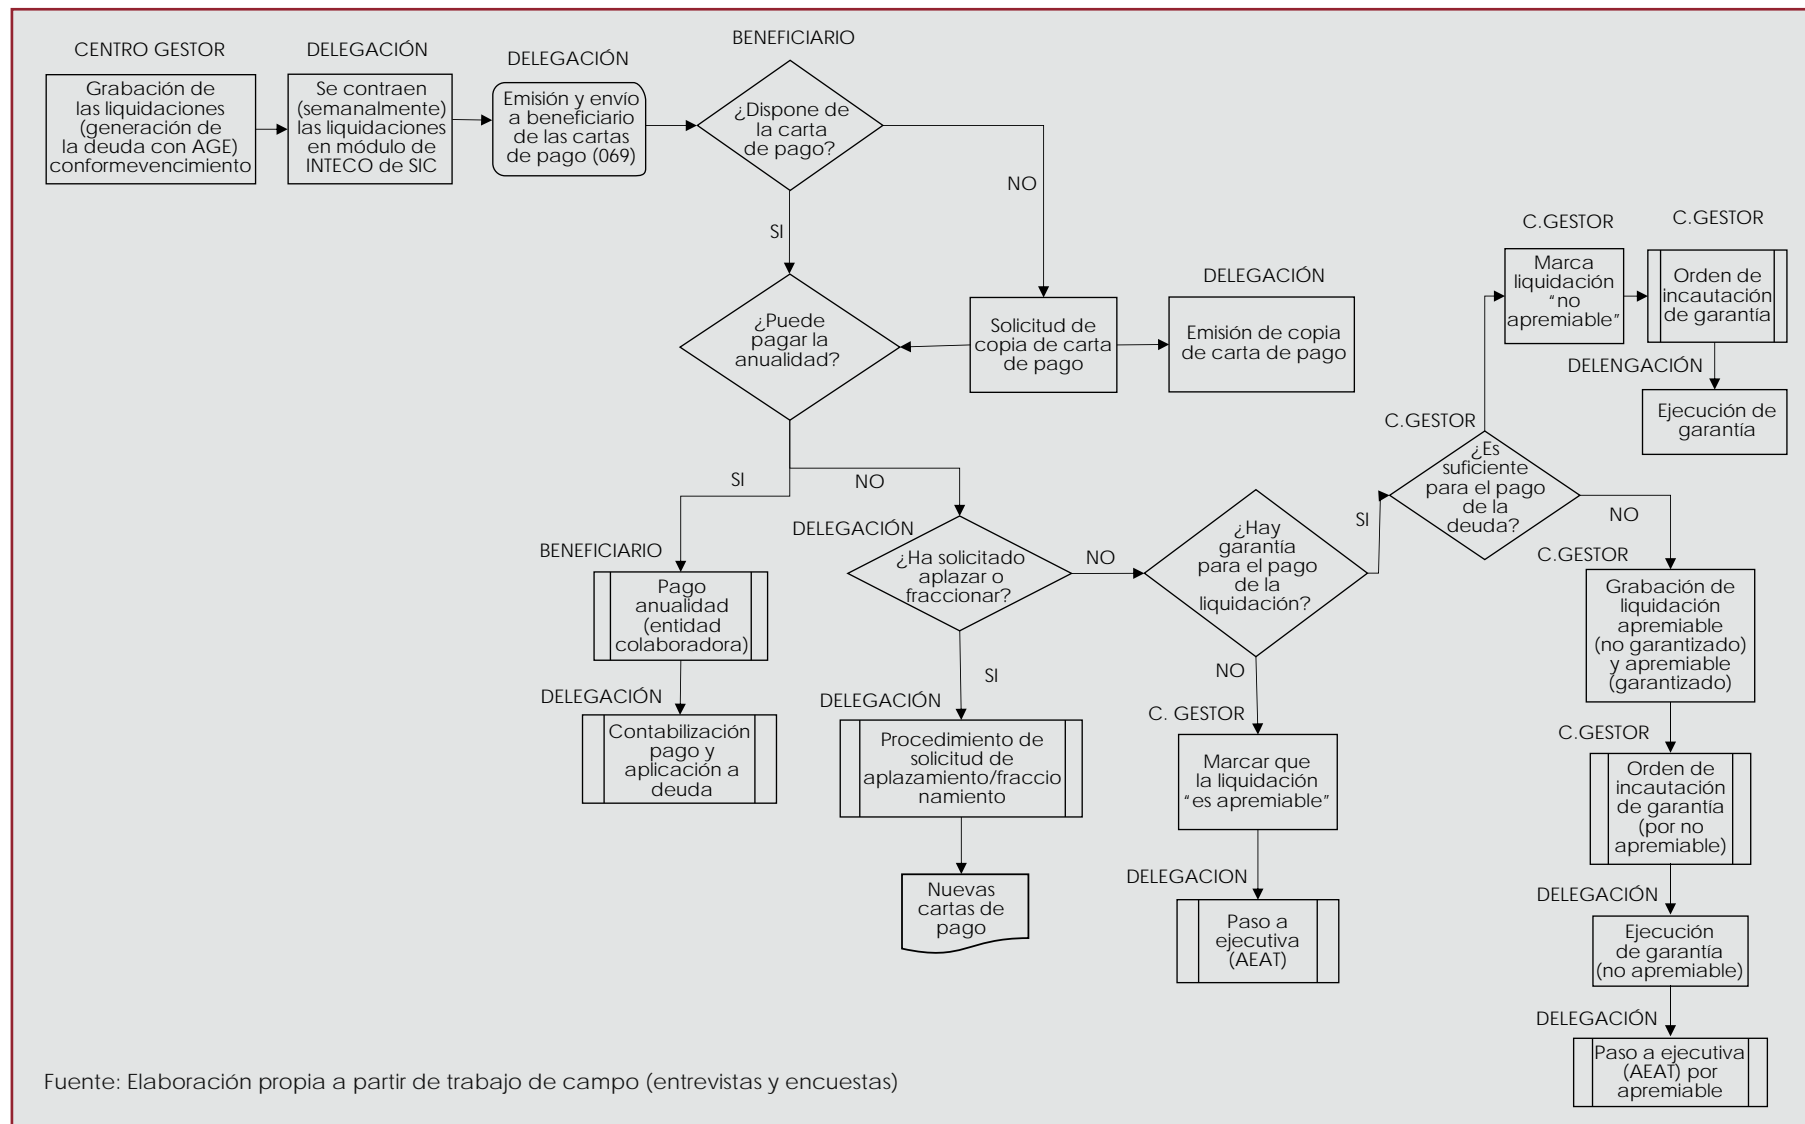 CENTRO GESTOR
Grabación de
las liquidaciones
(generación de
la deuda con AGE)
conformevencimiento
DELEGACIÓN
Se contraen
(semanalmente)
las liquidaciones
en módulo de
INTECO de SIC
DELEGACIÓN
Emisión y envío
a beneficiario
de las cartas
de pago (069)
BENEFICIARIO
¿Dispone de
la carta
de pago?
NO
SI
¿Puede
pagar la
anualidad?
Solicitud de
copia de carta
de pago
DELEGACIÓN
Emisión de copia
de carta de pago
SI
NO
BENEFICIARIO
Pago
anualidad
(entidad
colaboradora)
DELEGACIÓN
Contabilización
pago y
aplicación a
deuda
DELEGACIÓN
¿Ha solicitado
aplazar o
fraccionar?
NO
SI
DELEGACIÓN
Procedimiento de
solicitud de
aplazamiento/fraccio
namiento
Nuevas
cartas de
pago
¿Hay
garantía
para el pago
de la
liquidación?
SI
NO
C. GESTOR
Marcar que
la liquidación
“es apremiable”
DELEGACION
Paso a
ejecutiva
(AEAT)
C.GESTOR
¿Es
suficiente
para el pago
de la
deuda?
NO
C.GESTOR
Marca
liquidación
“no
apremiable”
C.GESTOR
Orden de
incautación
de garantía
DELENGACIÓN
Ejecución de
garantía
C.GESTOR
Grabación de
liquidación
apremiable
(no garantizado)
y apremiable
(garantizado)
C.GESTOR
Orden de
incautación
de garantía
(por no
apremiable)
DELEGACIÓN
Ejecución
de garantía
(no apremiable)
DELEGACIÓN
Paso a ejecutiva
(AEAT) por
apremiable
Fuente: Elaboración propia a partir de trabajo de campo (entrevistas y encuestas)